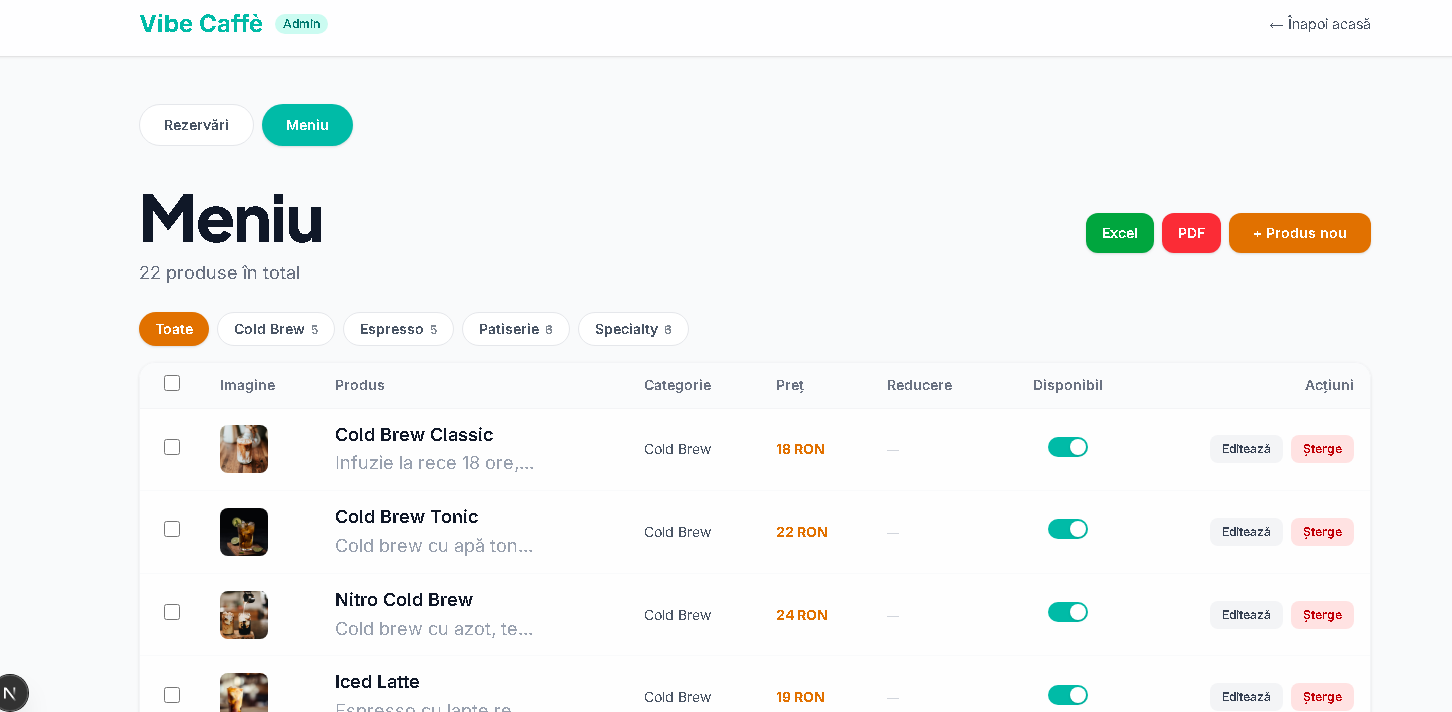 Vibe Caffè Admin ← Înapoi acasă
Rezervări Meniu
Meniu
22 produse în total
Excel PDF + Produs nou
Toate Cold Brew 5 Espresso 5 Patiserie 6 Specialty 6
Imagine Produs Categorie Preț Reducere Disponibil Acțiuni
Cold Brew Classic
Infuzie la rece 18 ore,...
Cold Brew 18 RON — Editează Șterge
Cold Brew Tonic
Cold brew cu apă ton...
Cold Brew 22 RON — Editează Șterge
Nitro Cold Brew
Cold brew cu azot, te...
Cold Brew 24 RON — Editează Șterge
Iced Latte
Espresso cu lapte re...
Cold Brew 19 RON — Editează Șterge
N